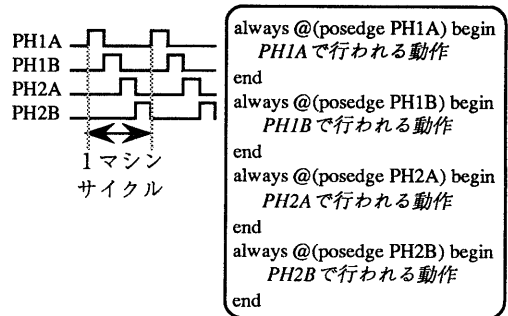 PH1A
PH1B
PH2A
PH2B
1マシン
サイクル
always @(posedge PH1A) begin
PH1Aで行われる動作
end
always @(posedge PH1B) begin
PH1Bで行われる動作
end
always @(posedge PH2A) begin
PH2Aで行われる動作
end
always @(posedge PH2B) begin
PH2Bで行われる動作
end